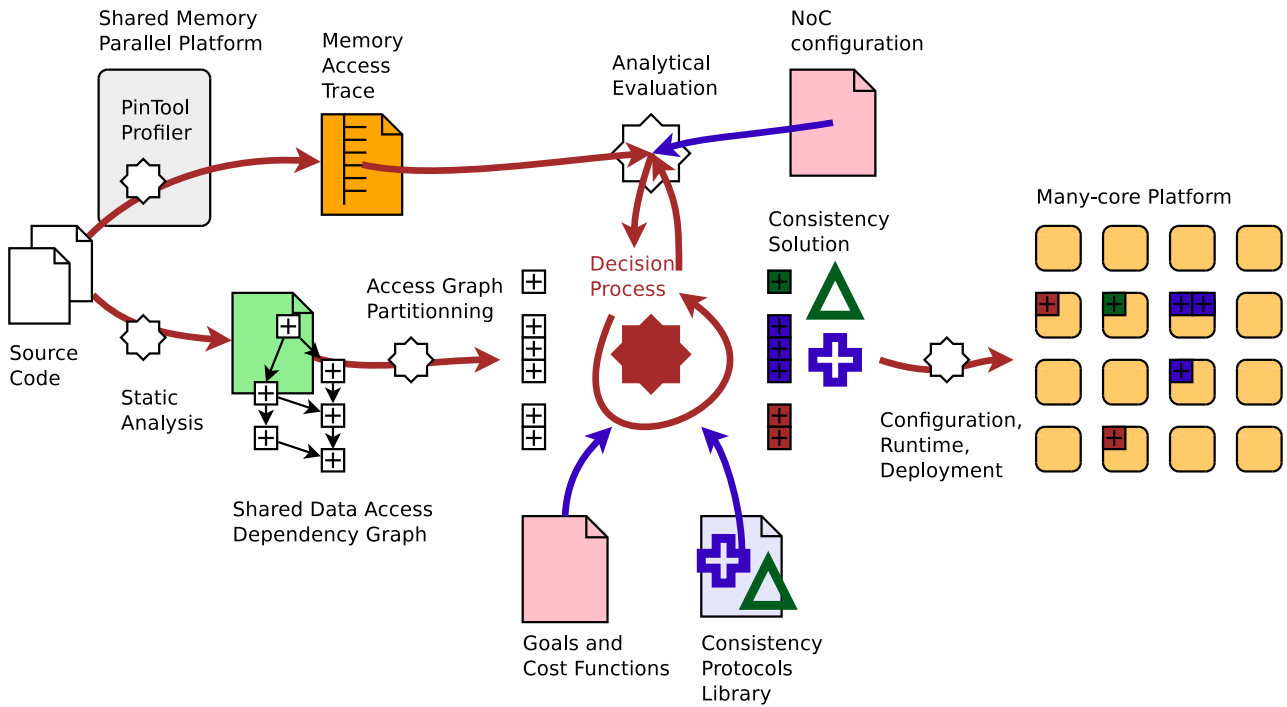 Shared Memory
Parallel Platform
PinTool
Profiler
Memory
Access
Trace
Analytical
Evaluation
NoC
configuration
Source
Code
Static
Analysis
Shared Data Access
Dependency Graph
Access Graph
Partitionning
Decision
Process
Goals and
Cost Functions
Consistency
Protocols
Library
Consistency
Solution
Configuration,
Runtime,
Deployment
Many-core Platform